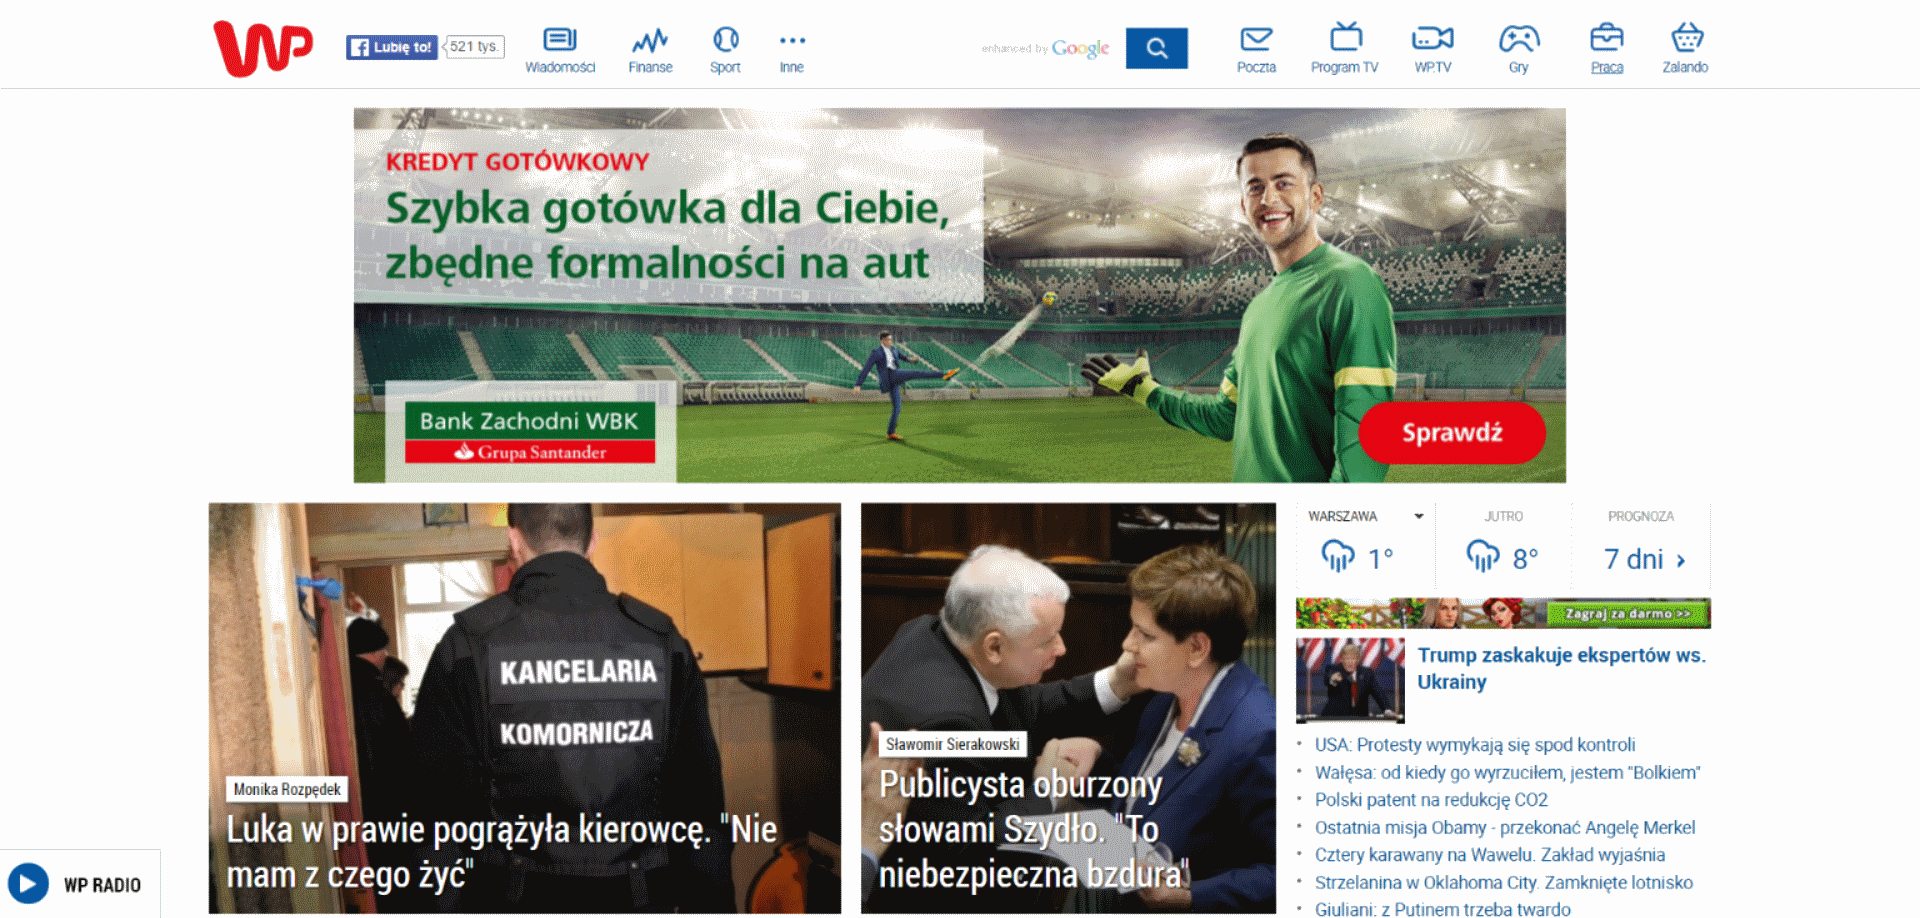 WP
Lubię to! 521 tys.
Wiadomości Finanse Sport Inne
enhanced by Google
Poczta Program TV WP.TV Gry Praca Zalando
KREDYT GOTÓWKOWY
Szybka gotówka dla Ciebie,
zbędne formalności na aut
Bank Zachodni WBK
Grupa Santander
Sprawdź
KANCELARIA
KOMORNICZA
Monika Rozpędek
Luka w prawie pogrążyła kierowcę. "Nie
mam z czego żyć"
Sławomir Sierakowski
Publicysta oburzony
słowami Szydło. "To
niebezpieczna bzdura"
WARSZAWA JUTRO PROGNOZA
1° 8° 7 dni ›
Zagraj za darmo >>
Trump zaskakuje ekspertów ws.
Ukrainy
USA: Protesty wymykają się spod kontroli
Wałęsa: od kiedy go wyrzuciłem, jestem "Bolkiem"
Polski patent na redukcję CO2
Ostatnia misja Obamy - przekonać Angelę Merkel
Cztery karawany na Wawelu. Zakład wyjaśnia
Strzelanina w Oklahoma City. Zamknięte lotnisko
Giuliani: z Putinem trzeba twardo
WP RADIO